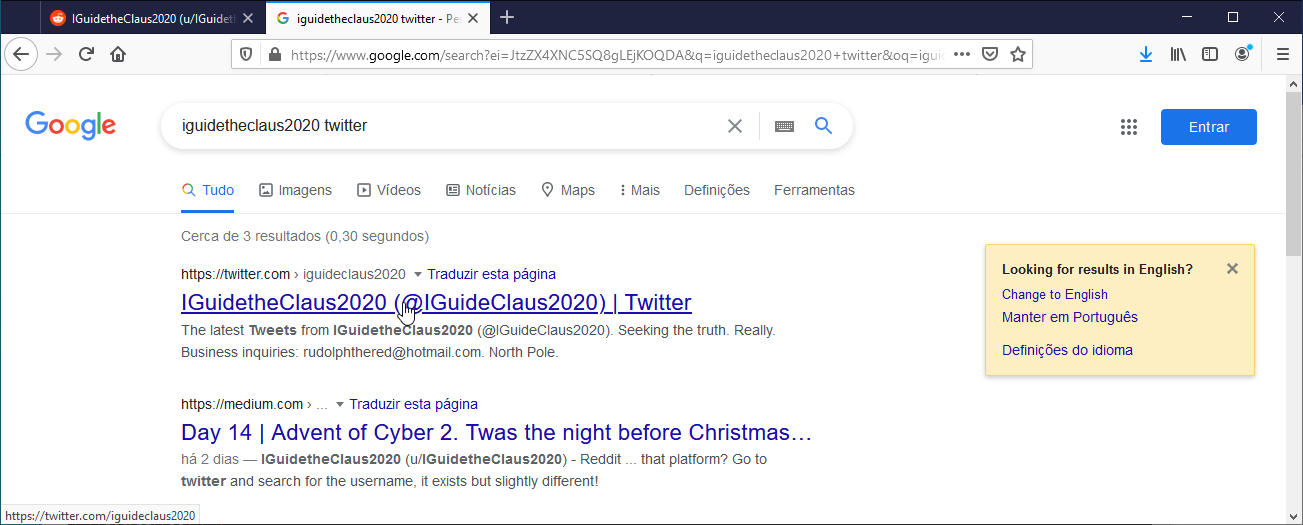 IGuidetheClaus2020 (u/IGuideth
iguidetheclaus2020 twitter - Pes
https://www.google.com/search?ei=JtzZX4XNC5SQ8gLEjKOQDA&q=iguidetheclaus2020+twitter&oq=igui
Google
iguidetheclaus2020 twitter
Entrar
Tudo
Imagens
Vídeos
Notícias
Maps
Mais
Definições
Ferramentas
Cerca de 3 resultados (0,30 segundos)
https://twitter.com › iguideclaus2020 Traduzir esta página
IGuidetheClaus2020 (@IGuideClaus2020) | Twitter
The latest Tweets from IGuidetheClaus2020 (@IGuideClaus2020). Seeking the truth. Really.
Business inquiries: rudolphthered@hotmail.com. North Pole.
Looking for results in English?
Change to English
Manter em Português
Definições do idioma
https://medium.com › ... Traduzir esta página
Day 14 | Advent of Cyber 2. Twas the night before Christmas…
há 2 dias — IGuidetheClaus2020 (u/IGuidetheClaus2020) - Reddit ... that platform? Go to
twitter and search for the username, it exists but slightly different!
https://twitter.com/iguideclaus2020